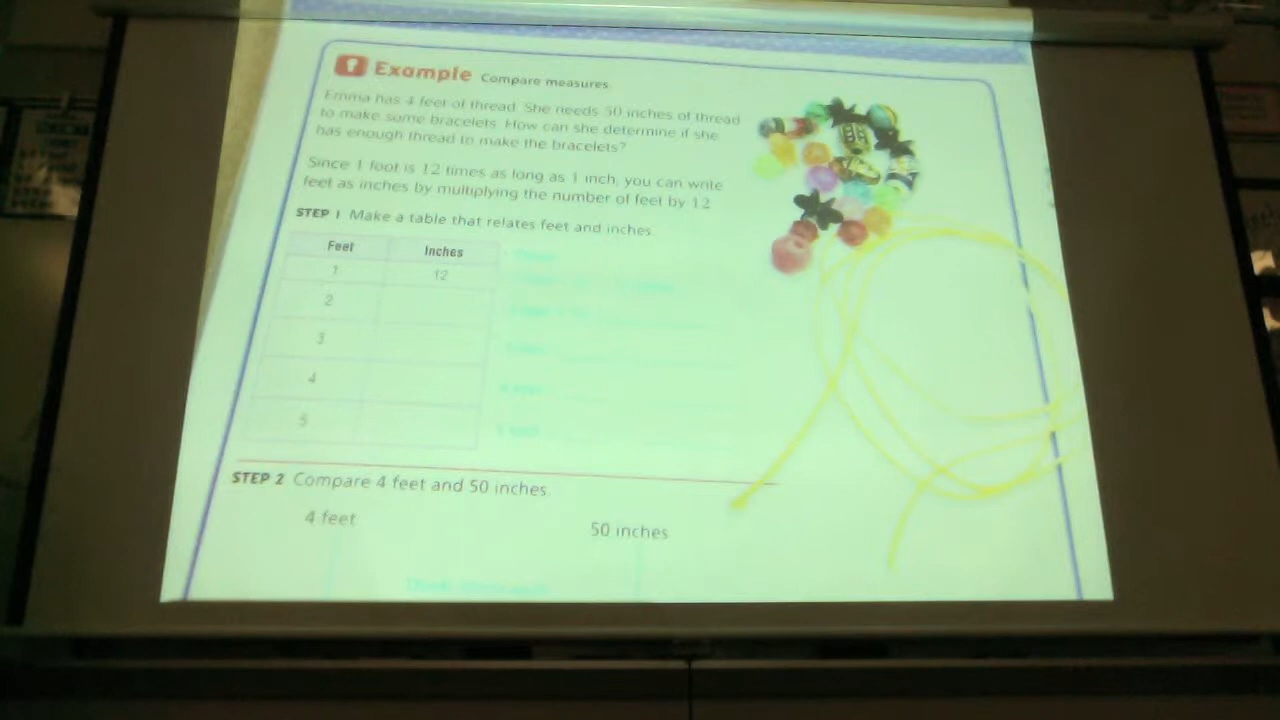 Example Compare measures.
Emma has 4 feet of thread. She needs 50 inches of thread
to make some bracelets. How can she determine if she
has enough thread to make the bracelets?
Since 1 foot is 12 times as long as 1 inch, you can write
feet as inches by multiplying the number of feet by 12.
STEP 1 Make a table that relates feet and inches.
Feet Inches
1 12
2
3
4
5
STEP 2 Compare 4 feet and 50 inches.
4 feet 50 inches